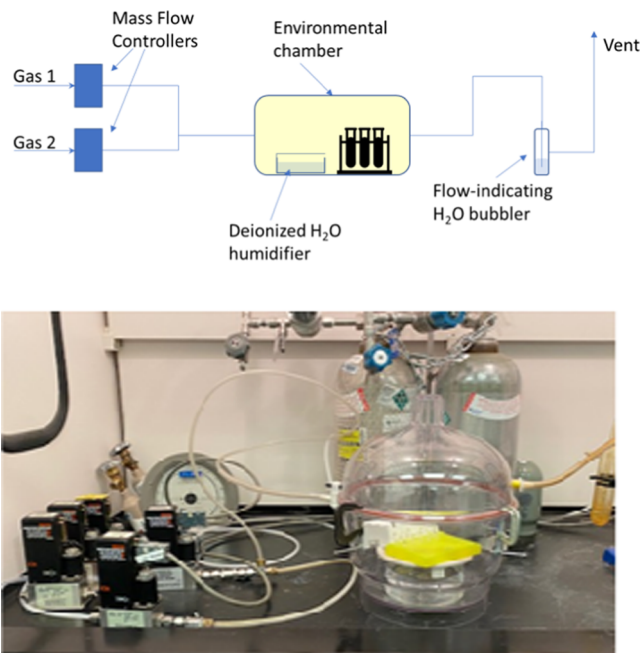 Mass Flow
Controllers
Environmental
chamber
Vent
Gas 1
Gas 2
Flow-indicating
H₂O bubbler
Deionized H₂O
humidifier